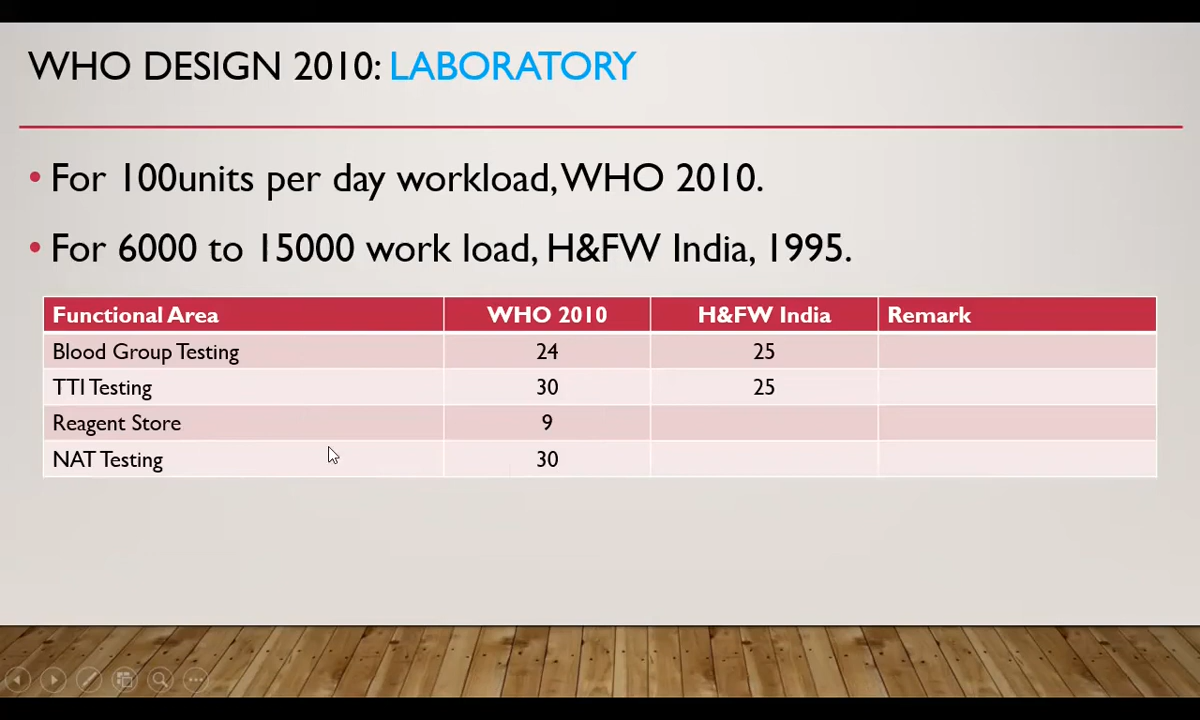 WHO DESIGN 2010: LABORATORY
• For 100units per day workload, WHO 2010.
• For 6000 to 15000 work load, H&FW India, 1995.
Functional Area WHO 2010 H&FW India Remark
Blood Group Testing 24 25
TTI Testing 30 25
Reagent Store 9
NAT Testing 30